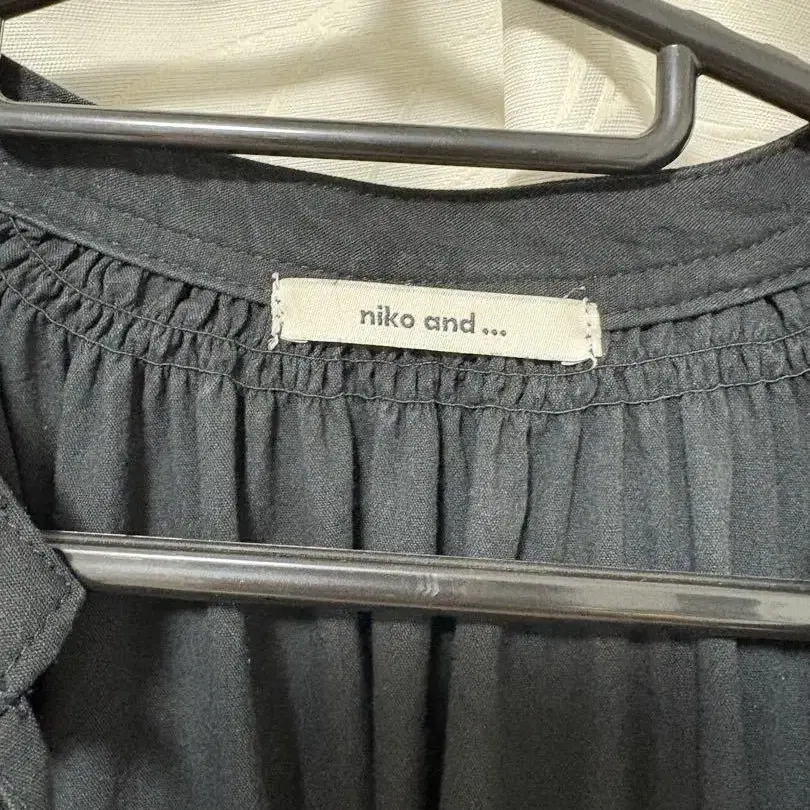 niko and ...